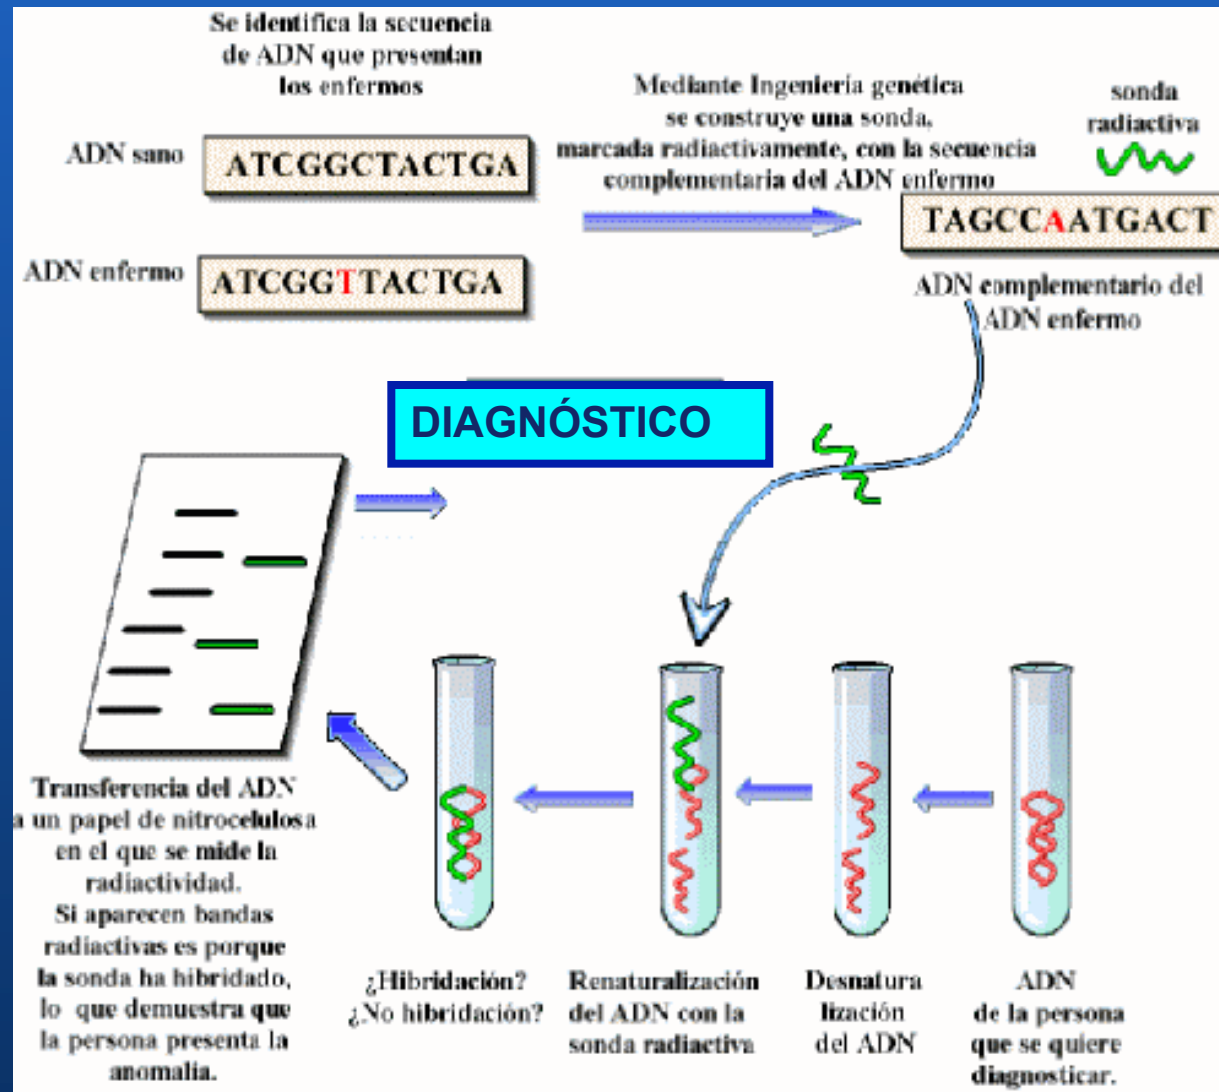 Se identifica la secuencia
de ADN que presentan
los enfermos
ADN sano
ATCGGCTACTGA
ADN enfermo
ATCGGTTACTGA
Mediante Ingeniería genética
se construye una sonda,
marcada radiactivamente, con la secuencia
complementaria del ADN enfermo
sonda
radiactiva
TAGCCAATGACT
ADN complementario del
ADN enfermo
DIAGNÓSTICO
Transferencia del ADN
a un papel de nitrocelulosa
en el que se mide la
radiactividad.
Si aparecen bandas
radiactivas es porque
la sonda ha hibridado,
lo que demuestra que
la persona presenta la
anomalia.
¿Hibridación?
¿No hibridación?
Renaturalización
del ADN con la
sonda radiactiva
Desnatura
lización
del ADN
ADN
de la persona
que se quiere
diagnosticar.